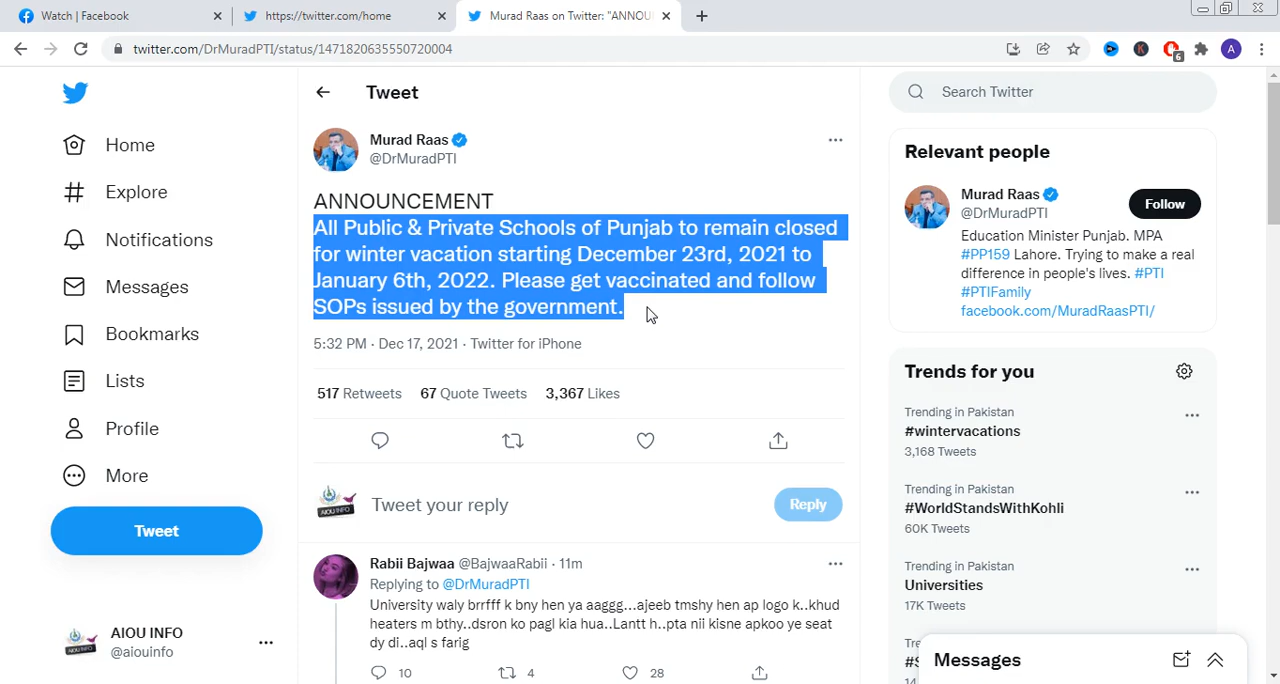 Watch | Facebook
https://twitter.com/home
Murad Raas on Twitter: "ANNOU
twitter.com/DrMuradPTI/status/1471820635550720004
6
A
Home
Explore
Notifications
Messages
Bookmarks
Lists
Profile
More
Tweet
AIOU INFO
@aiouinfo
Tweet
Murad Raas
@DrMuradPTI
ANNOUNCEMENT
All Public & Private Schools of Punjab to remain closed
for winter vacation starting December 23rd, 2021 to
January 6th, 2022. Please get vaccinated and follow
SOPs issued by the government.
5:32 PM · Dec 17, 2021 · Twitter for iPhone
517 Retweets 67 Quote Tweets 3,367 Likes
AIOU INFO
Tweet your reply
Reply
Rabii Bajwaa @BajwaaRabii · 11m
Replying to @DrMuradPTI
University waly brrfff k bny hen ya aaggg...ajeeb tmshy hen ap logo k..khud
heaters m bthy..dsron ko pagl kia hua..Lantt h..pta nii kisne apkoo ye seat
dy di..aql s farig
10 4 28
Search Twitter
Relevant people
Murad Raas
@DrMuradPTI
Follow
Education Minister Punjab. MPA
#PP159 Lahore. Trying to make a real
difference in people's lives. #PTI
#PTIFamily
facebook.com/MuradRaasPTI/
Trends for you
Trending in Pakistan
#wintervacations
3,168 Tweets
Trending in Pakistan
#WorldStandsWithKohli
60K Tweets
Trending in Pakistan
Universities
17K Tweets
Messages